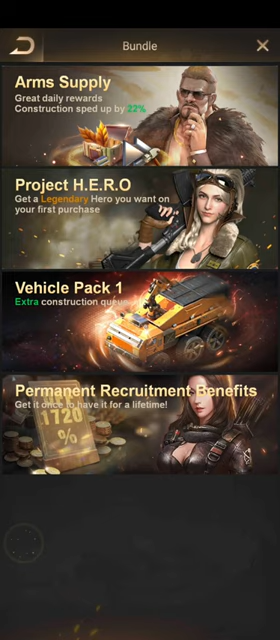 Bundle
Arms Supply
Great daily rewards
Construction sped up by 22%
Project H.E.R.O
Get a Legendary Hero you want on
your first purchase
Vehicle Pack 1
Extra construction queue
Permanent Recruitment Benefits
Get it once to have it for a lifetime!
1120
%